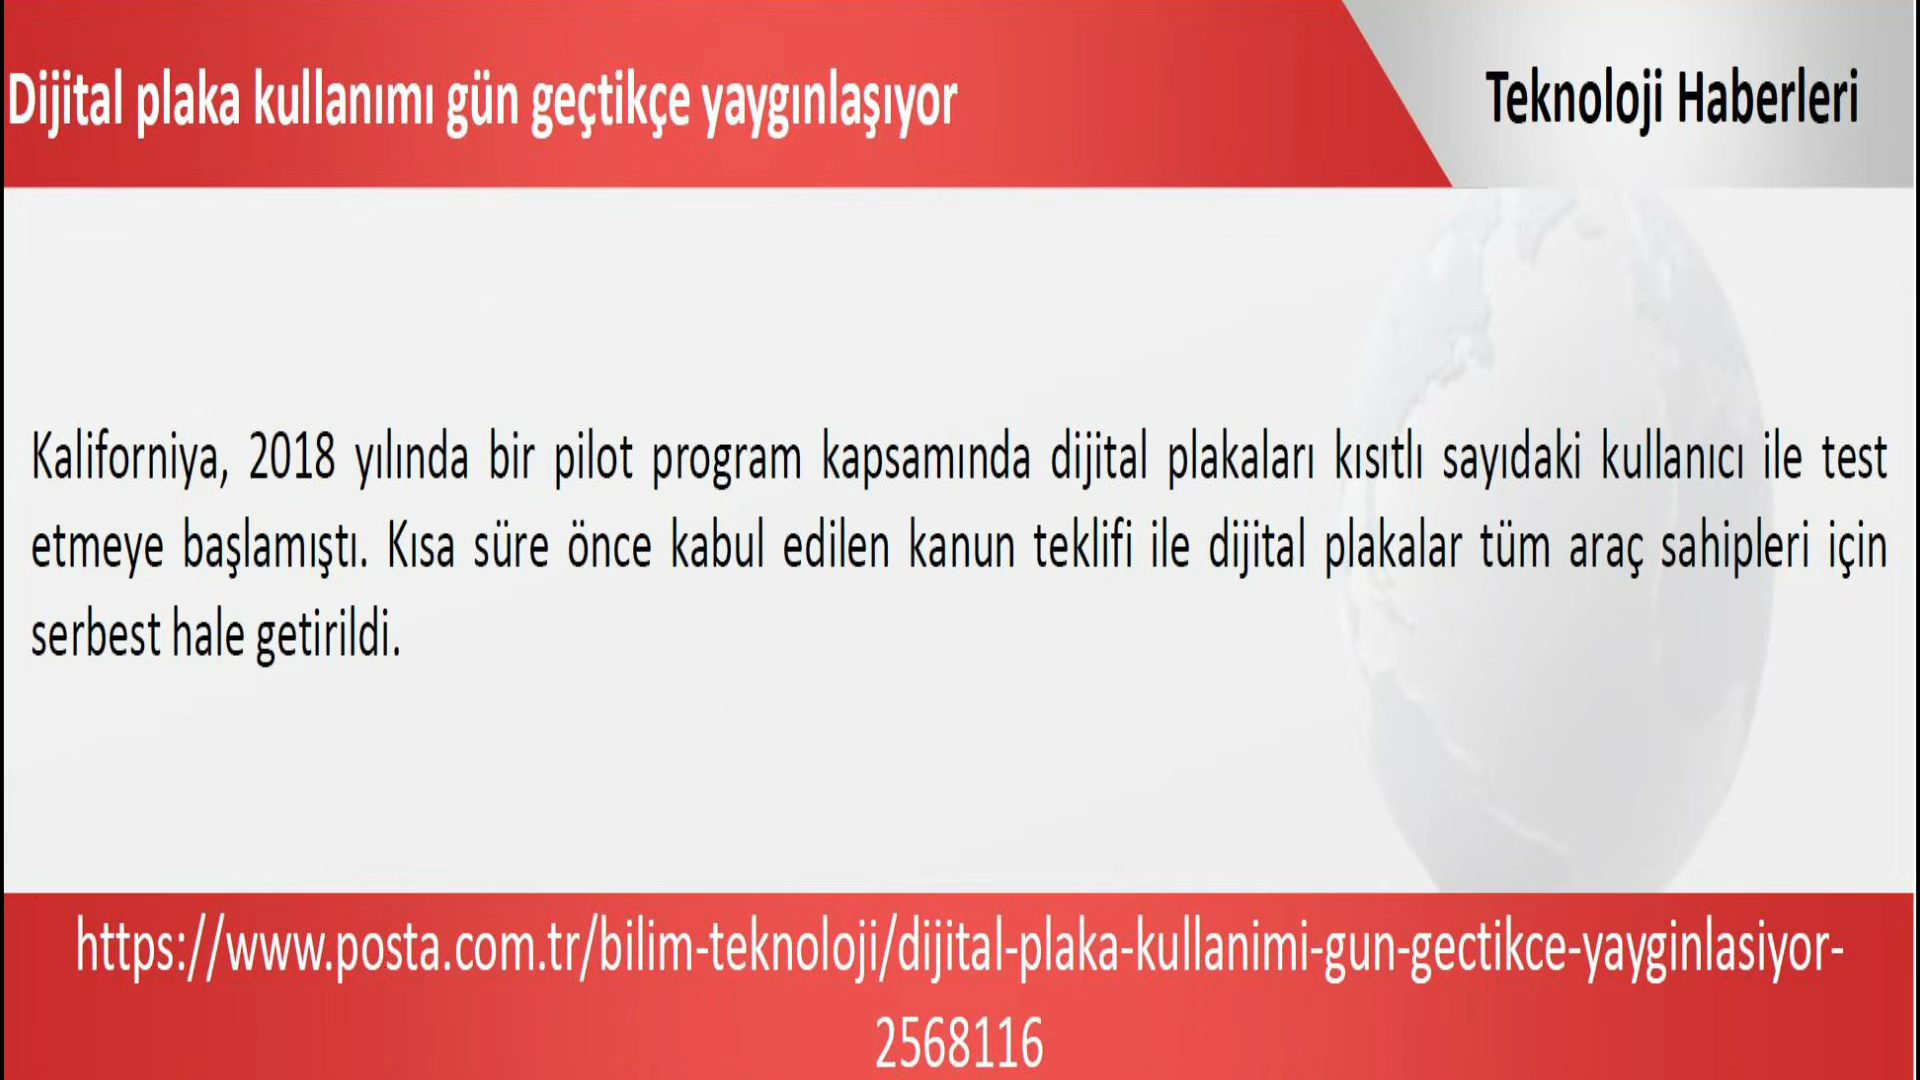 Dijital plaka kullanımı gün geçtikçe yaygınlaşıyor
Teknoloji Haberleri
Kaliforniya, 2018 yılında bir pilot program kapsamında dijital plakaları kısıtlı sayıdaki kullanıcı ile test
etmeye başlamıştı. Kısa süre önce kabul edilen kanun teklifi ile dijital plakalar tüm araç sahipleri için
serbest hale getirildi.
https://www.posta.com.tr/bilim-teknoloji/dijital-plaka-kullanimi-gun-gectikce-yayginlasiyor-
2568116